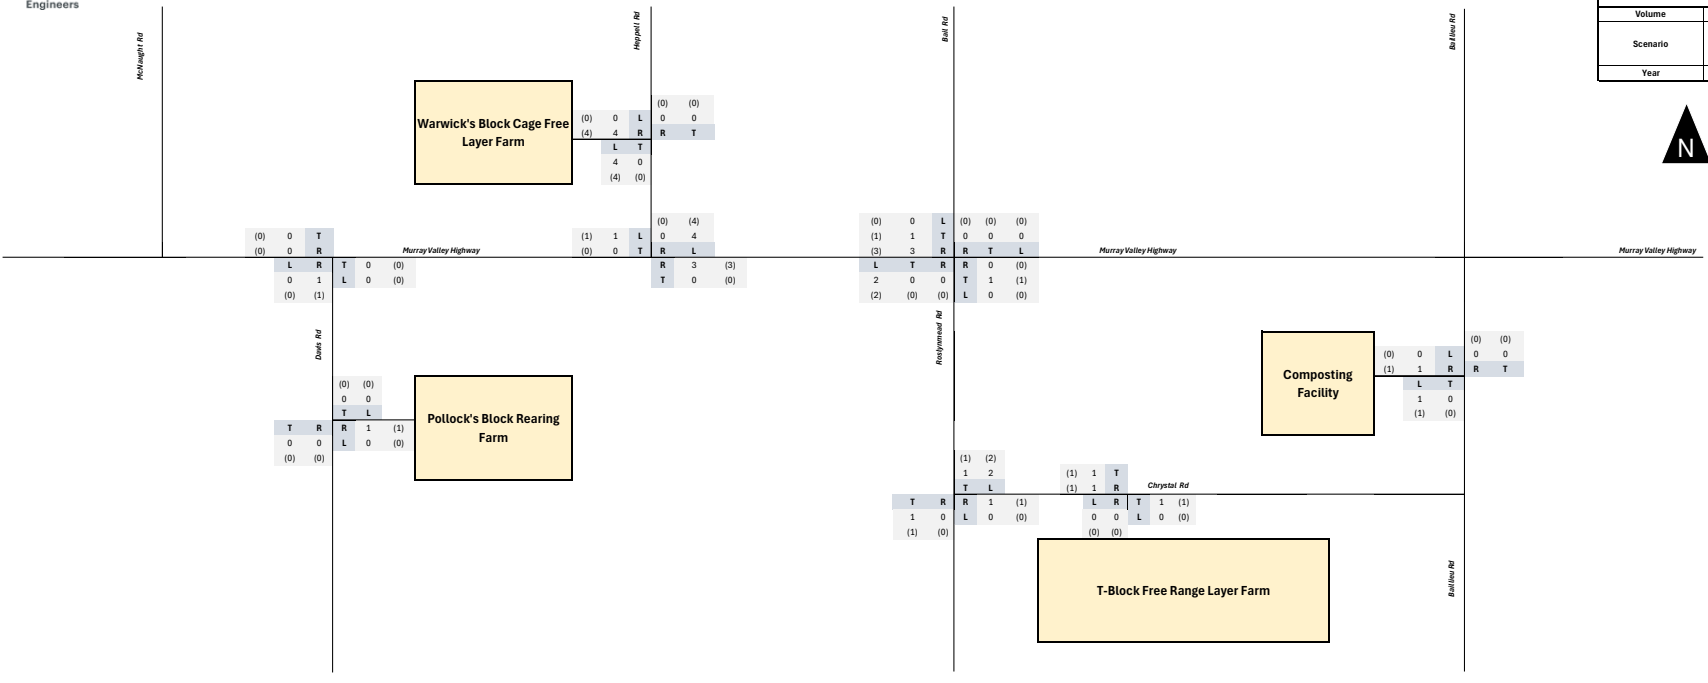 Engineers
McNaught Rd
Heppell Rd
Bail Rd
Baillieu Rd
Volume
Scenario
Year
N
Warwick's Block Cage Free
Layer Farm
(0) (0)
(0) 0 L 0 0
(4) 4 R R T
L T
4 0
(4) (0)
(0) 0 T
(0) 0 R
L R T 0 (0)
0 1 L 0 (0)
(0) (1)
Murray Valley Highway
(0) (4)
(1) 1 L 0 4
(0) 0 T R L
R 3 (3)
T 0 (0)
(0) 0 L (0) (0) (0)
(1) 1 T 0 0 0
(3) 3 R R T L
L T R R 0 (0)
2 0 0 T 1 (1)
(2) (0) (0) L 0 (0)
Murray Valley Highway
Murray Valley Highway
Davis Rd
Roslynmead Rd
(0) (0)
0 0
T L
T R R 1 (1)
0 0 L 0 (0)
(0) (0)
Pollock's Block Rearing
Farm
Composting
Facility
(0) (0)
(0) 0 L 0 0
(1) 1 R R T
L T
1 0
(1) (0)
(1) (2)
1 2
T L
T R R 1 (1)
1 0 L 0 (0)
(1) (0)
(1) 1 T
(1) 1 R
L R T 1 (1)
0 0 L 0 (0)
(0) (0)
Chrystal Rd
T-Block Free Range Layer Farm
Baillieu Rd